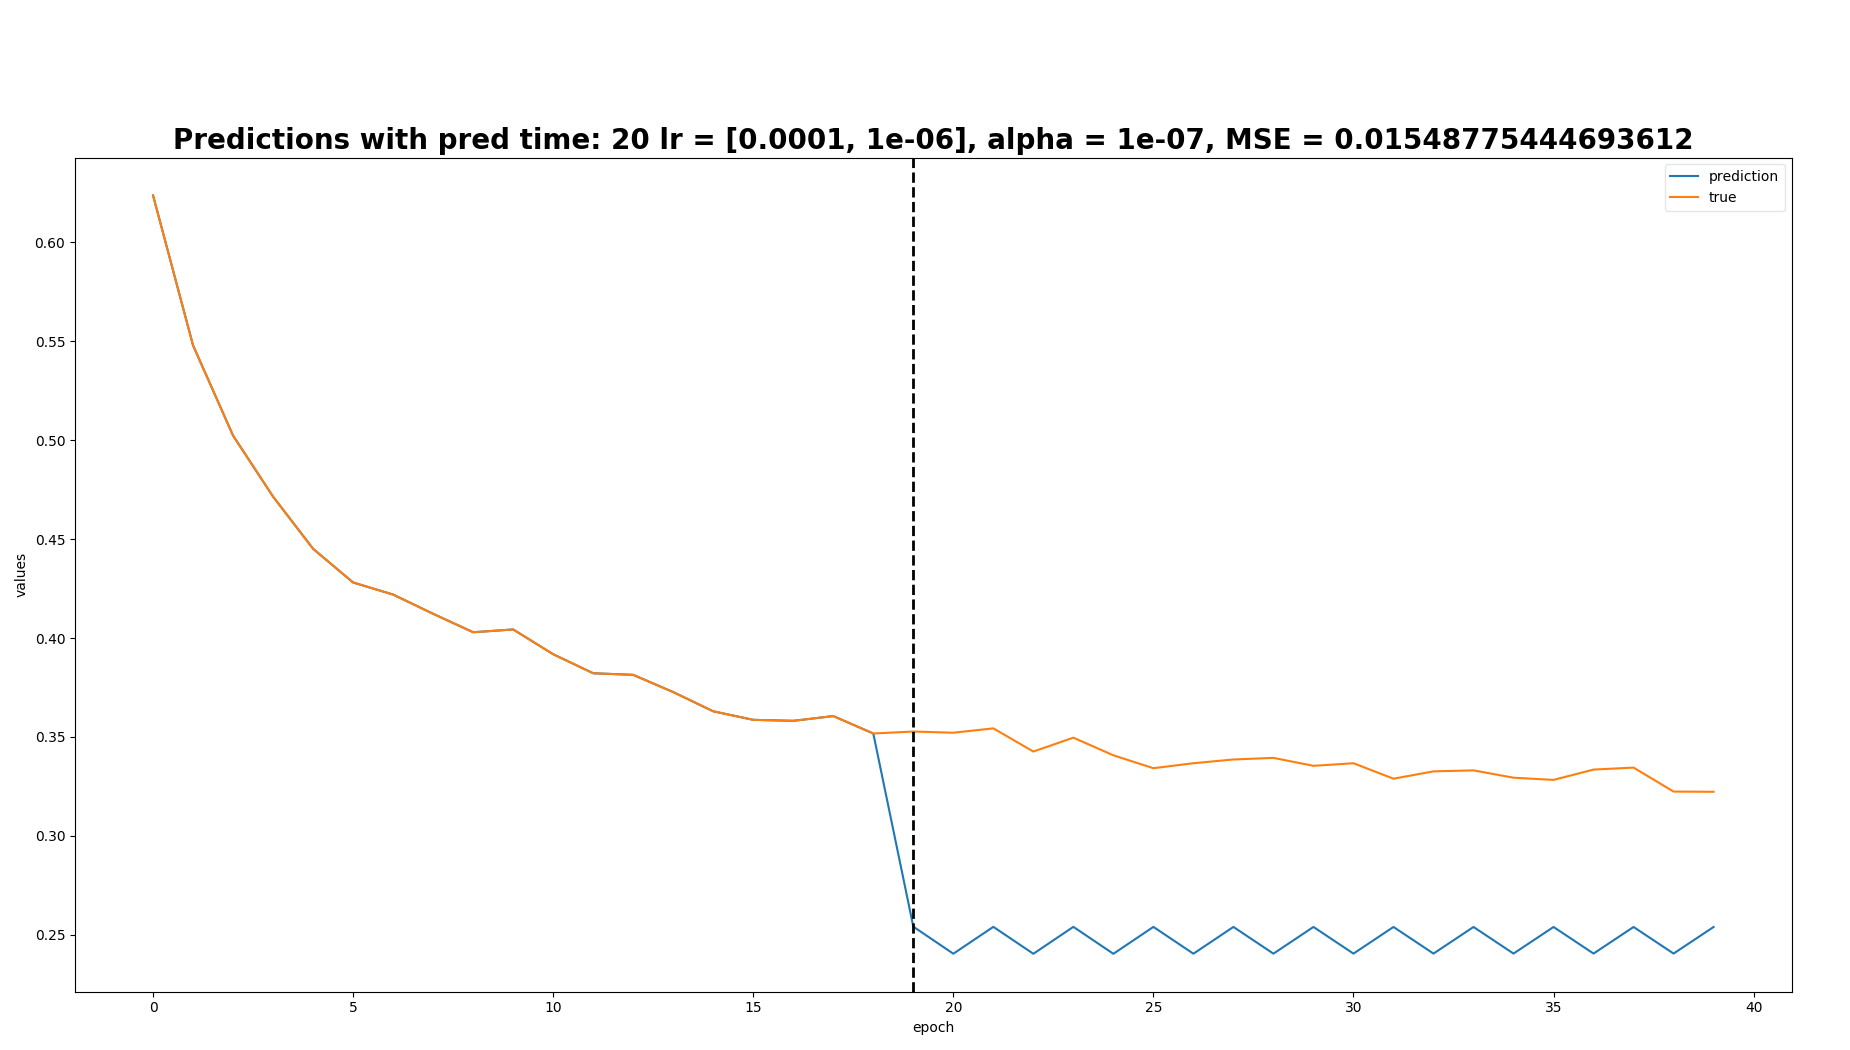 Predictions with pred time: 20 lr = [0.0001, 1e-06], alpha = 1e-07, MSE = 0.01548775444693612
prediction
true
values
0.60
0.55
0.50
0.45
0.40
0.35
0.30
0.25
0 5 10 15 20 25 30 35 40
epoch